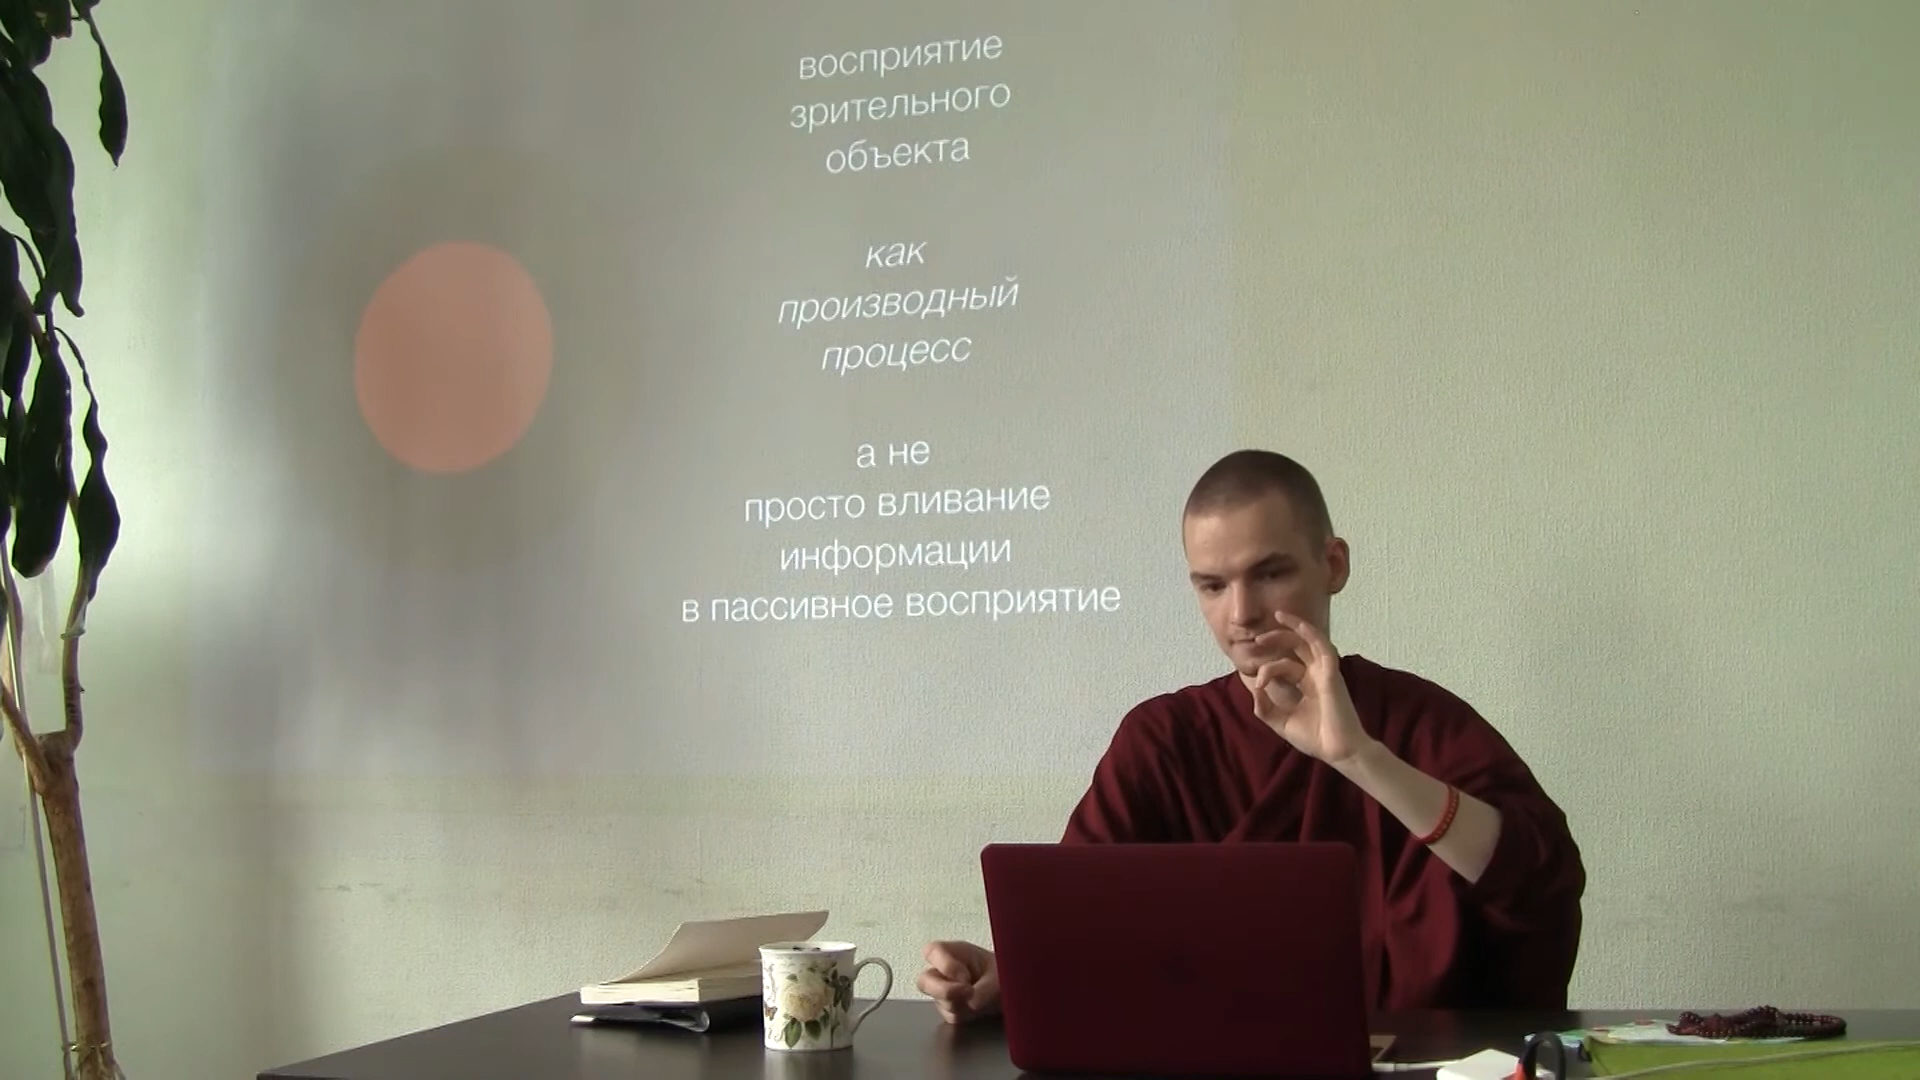 восприятие
зрительного
объекта
как
производный
процесс
а не
просто вливание
информации
в пассивное восприятие